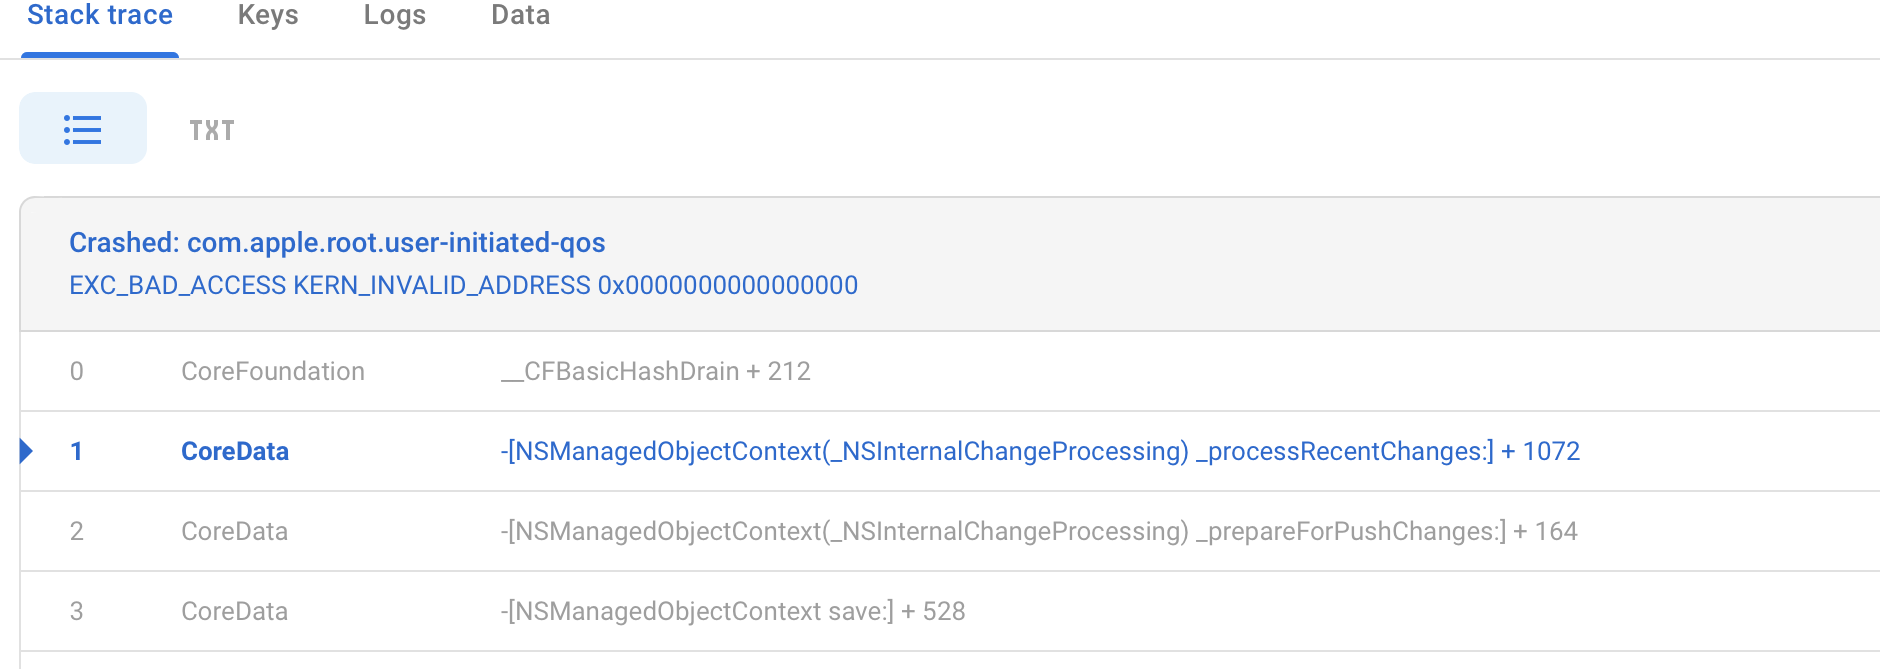 Stack trace Keys Logs Data
TXT
Crashed: com.apple.root.user-initiated-qos
EXC_BAD_ACCESS KERN_INVALID_ADDRESS 0x0000000000000000
0 CoreFoundation __CFBasicHashDrain + 212
1 CoreData -[NSManagedObjectContext(_NSInternalChangeProcessing) _processRecentChanges:] + 1072
2 CoreData -[NSManagedObjectContext(_NSInternalChangeProcessing) _prepareForPushChanges:] + 164
3 CoreData -[NSManagedObjectContext save:] + 528